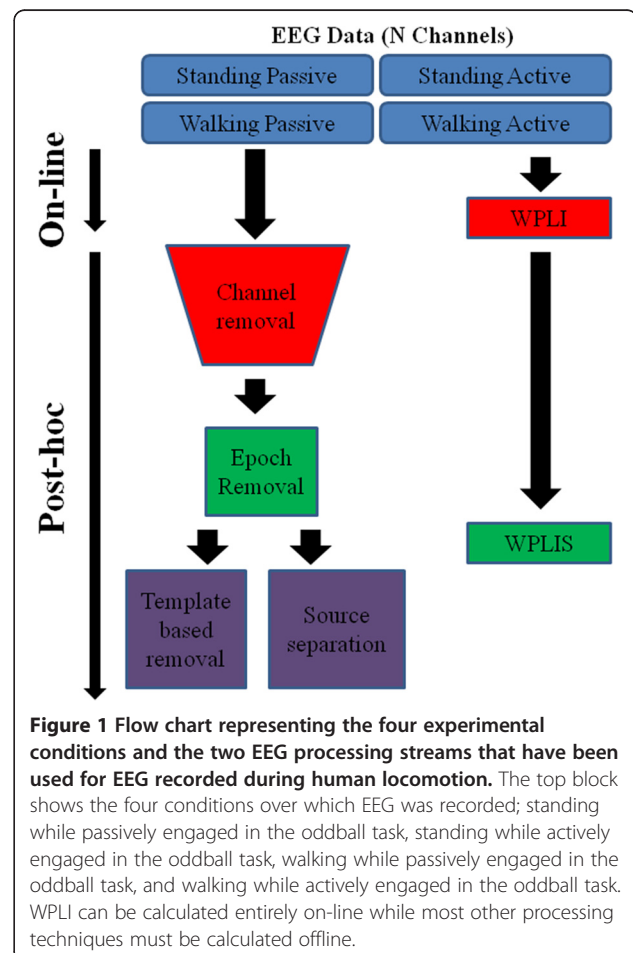 EEG Data (N Channels)
Standing Passive
Standing Active
Walking Passive
Walking Active
On-line
WPLI
Channel
removal
Post-hoc
Epoch
Removal
WPLIS
Template
based
removal
Source
separation
Figure 1 Flow chart representing the four experimental
conditions and the two EEG processing streams that have been
used for EEG recorded during human locomotion. The top block
shows the four conditions over which EEG was recorded; standing
while passively engaged in the oddball task, standing while actively
engaged in the oddball task, walking while passively engaged in the
oddball task, and walking while actively engaged in the oddball task.
WPLI can be calculated entirely on-line while most other processing
techniques must be calculated offline.